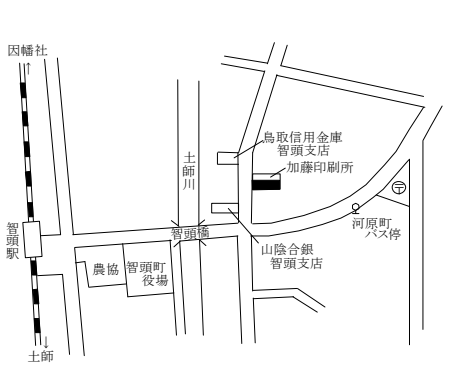 因幡社
↑
鳥取信用金庫
智頭支店
加藤印刷所
土師川
〒
河原町
バス停
智頭橋
智頭駅
山陰合銀
智頭支店
農協
智頭町
役場
↓
土師